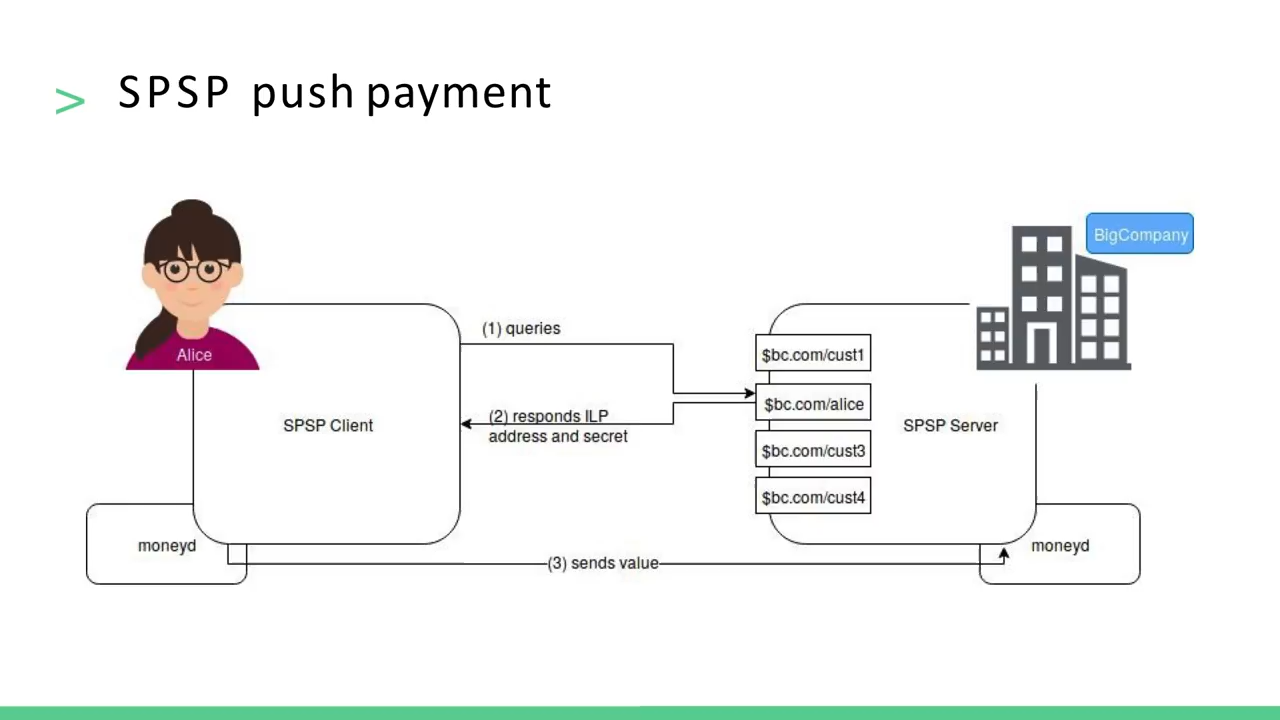 > SPSP push payment
BigCompany
Alice
(1) queries
$bc.com/cust1
$bc.com/alice
(2) responds ILP
address and secret
SPSP Client
SPSP Server
$bc.com/cust3
$bc.com/cust4
moneyd
moneyd
(3) sends value